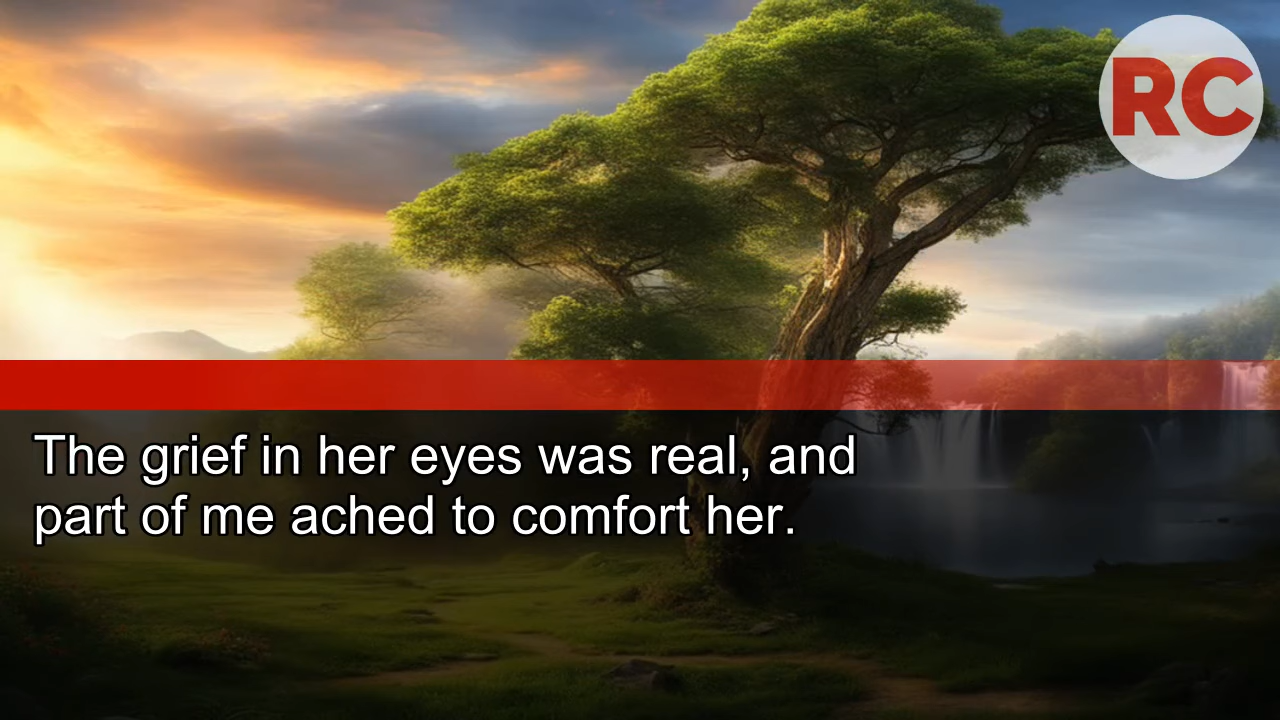 RC
The grief in her eyes was real, and
part of me ached to comfort her.